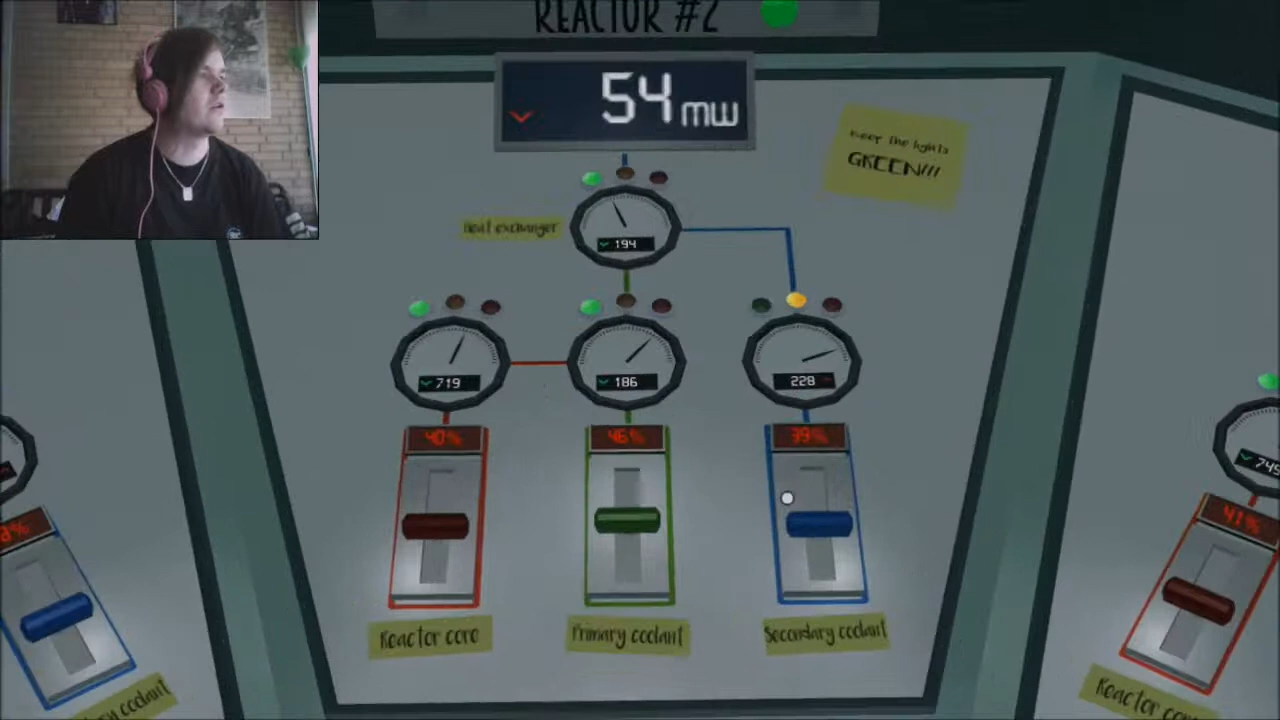 REACTOR #2
54 mw
Keep the lights
GREEN!!!
Heat exchanger
194
719
186
228
40%
46%
39%
Reactor core
Primary coolant
Secondary coolant
745
41%